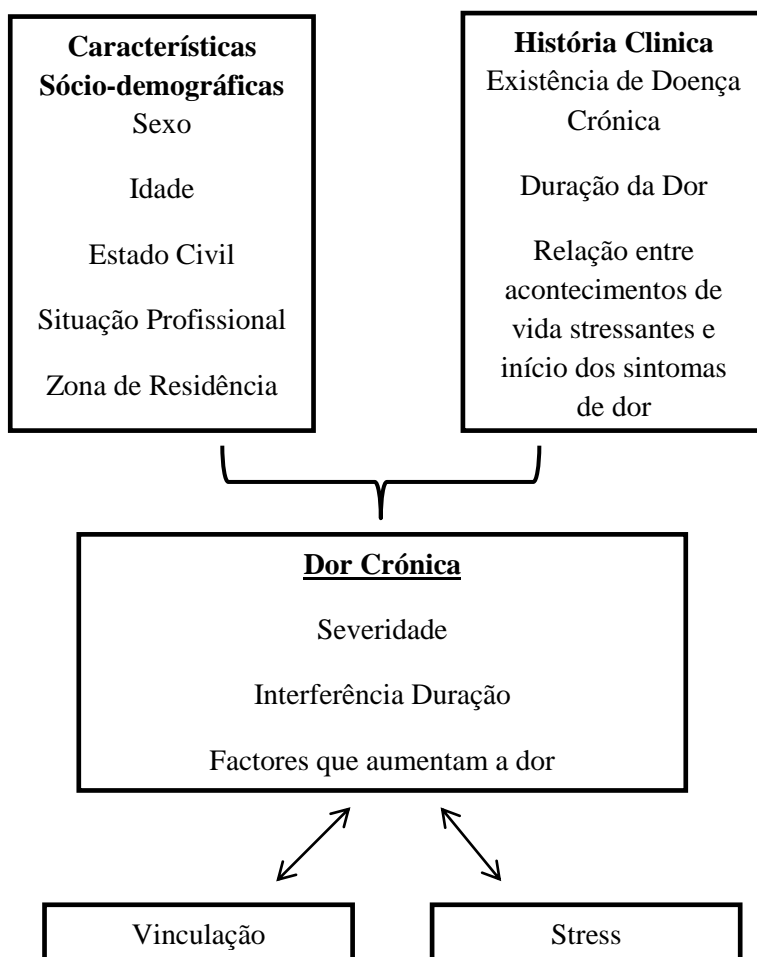 Característícas
Sócio-demográficas
Sexo
Idade
Estado Civil
Situação Profissional
Zona de Residência
História Clinica
Existência de Doença
Crónica
Duração da Dor
Relação entre
acontecimentos de
vida stressantes e
início dos sintomas
de dor
Dor Crónica
Severidade
Interferência Duração
Factores que aumentam a dor
Vinculação
Stress